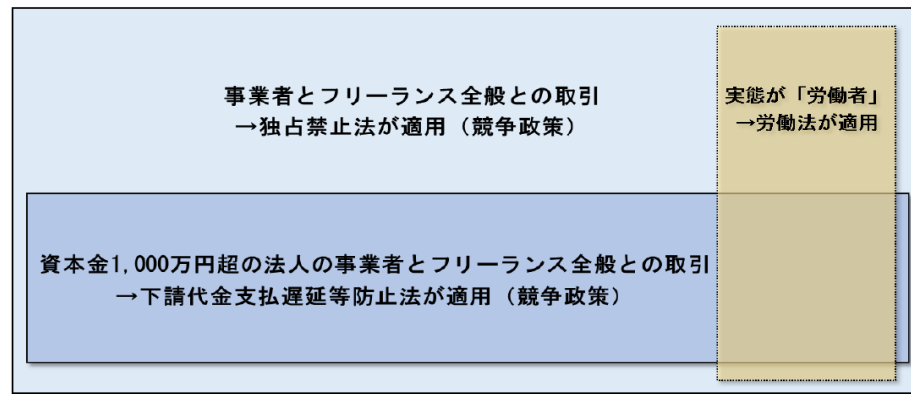 事業者とフリーランス全般との取引
→独占禁止法が適用（競争政策）
実態が「労働者」
→労働法が適用
資本金1,000万円超の法人の事業者とフリーランス全般との取引
→下請代金支払遅延等防止法が適用（競争政策）